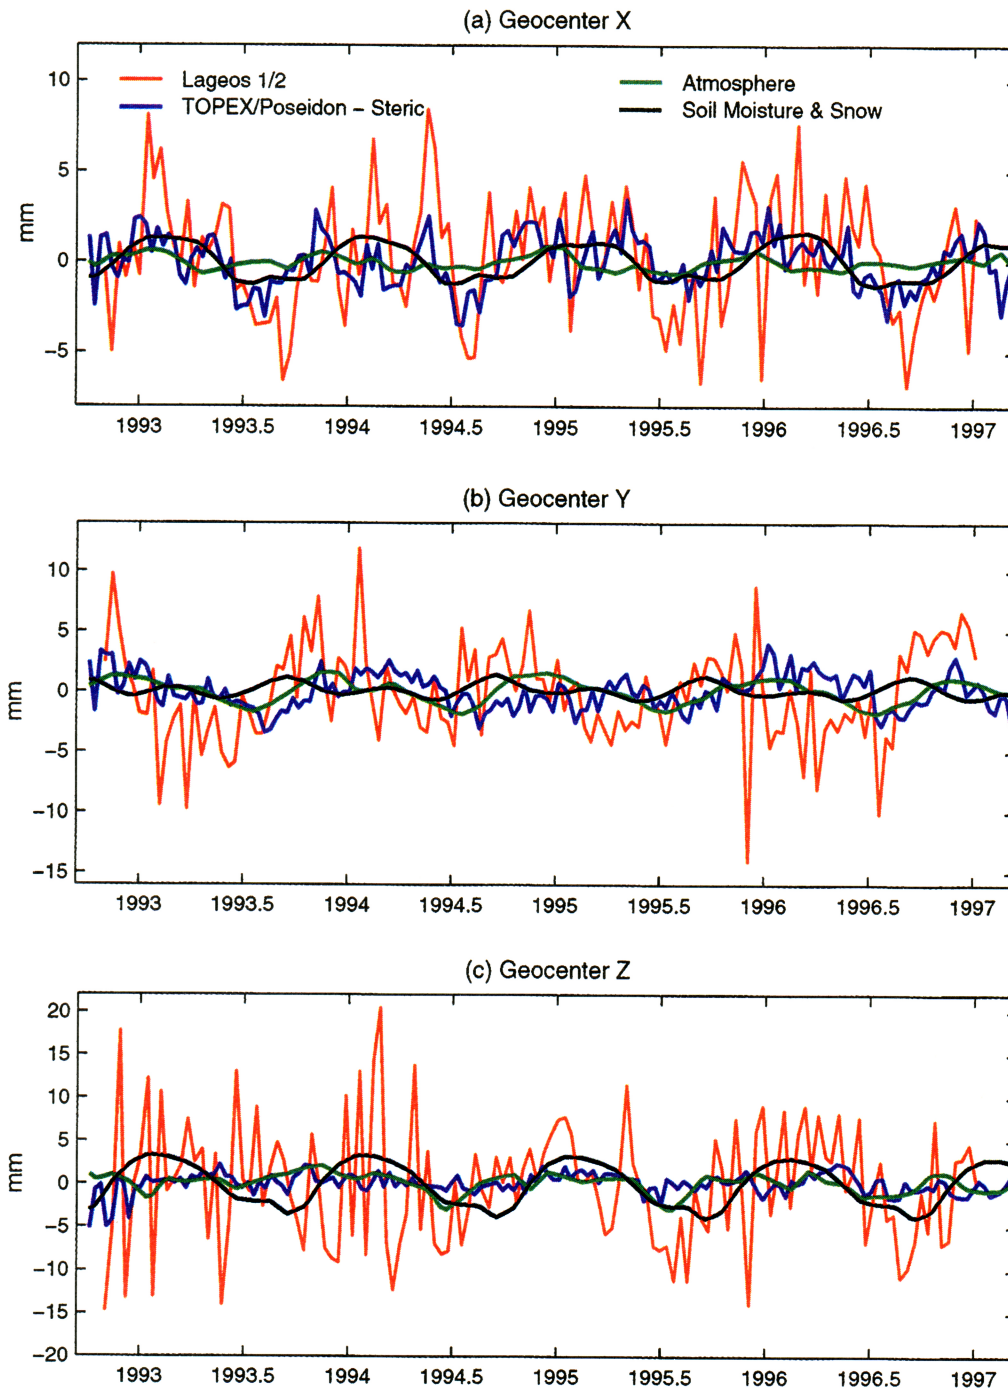 (a) Geocenter X
10
5
0
−5
mm
Lageos 1/2
TOPEX/Poseidon − Steric
Atmosphere
Soil Moisture & Snow
1993 1993.5 1994 1994.5 1995 1995.5 1996 1996.5 1997
(b) Geocenter Y
10
5
0
−5
−10
−15
mm
1993 1993.5 1994 1994.5 1995 1995.5 1996 1996.5 1997
(c) Geocenter Z
20
15
10
5
0
−5
−10
−15
−20
mm
1993 1993.5 1994 1994.5 1995 1995.5 1996 1996.5 1997